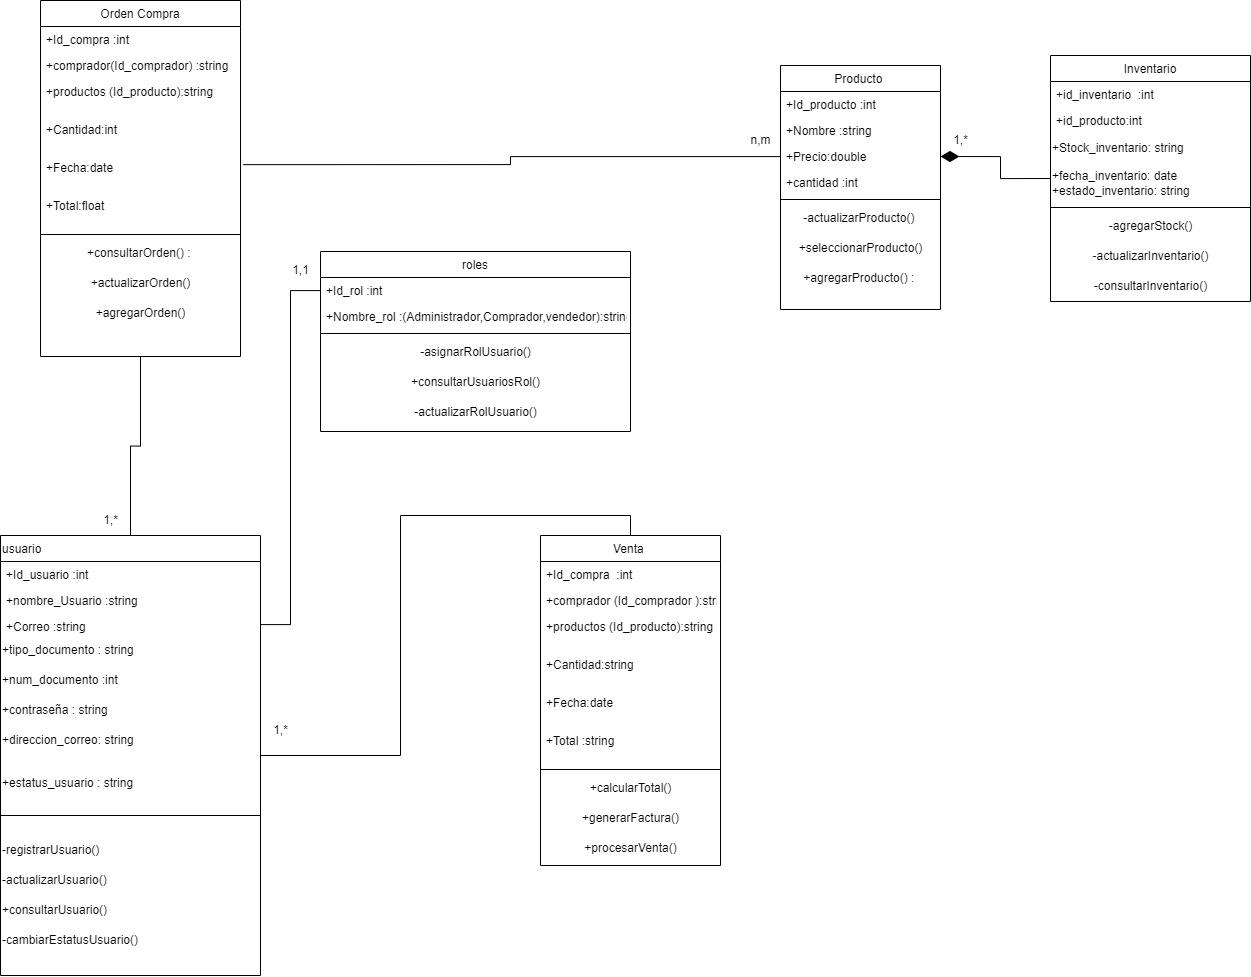 Orden Compra
+Id_compra :int
+comprador(Id_comprador) :string
+productos (Id_producto):string
+Cantidad:int
+Fecha:date
+Total:float
+consultarOrden() :
+actualizarOrden()
+agregarOrden()
n,m
Producto
+Id_producto :int
+Nombre :string
+Precio:double
+cantidad :int
-actualizarProducto()
+seleccionarProducto()
+agregarProducto() :
1,*
Inventario
+id_inventario :int
+id_producto:int
+Stock_inventario: string
+fecha_inventario: date
+estado_inventario: string
-agregarStock()
-actualizarInventario()
-consultarInventario()
1,1
roles
+Id_rol :int
+Nombre_rol :(Administrador,Comprador,vendedor):strin
-asignarRolUsuario()
+consultarUsuariosRol()
-actualizarRolUsuario()
1,*
usuario
+Id_usuario :int
+nombre_Usuario :string
+Correo :string
+tipo_documento : string
+num_documento :int
+contraseña : string
+direccion_correo: string
+estatus_usuario : string
-registrarUsuario()
-actualizarUsuario()
+consultarUsuario()
-cambiarEstatusUsuario()
1,*
Venta
+Id_compra :int
+comprador (Id_comprador ):str
+productos (Id_producto):string
+Cantidad:string
+Fecha:date
+Total :string
+calcularTotal()
+generarFactura()
+procesarVenta()